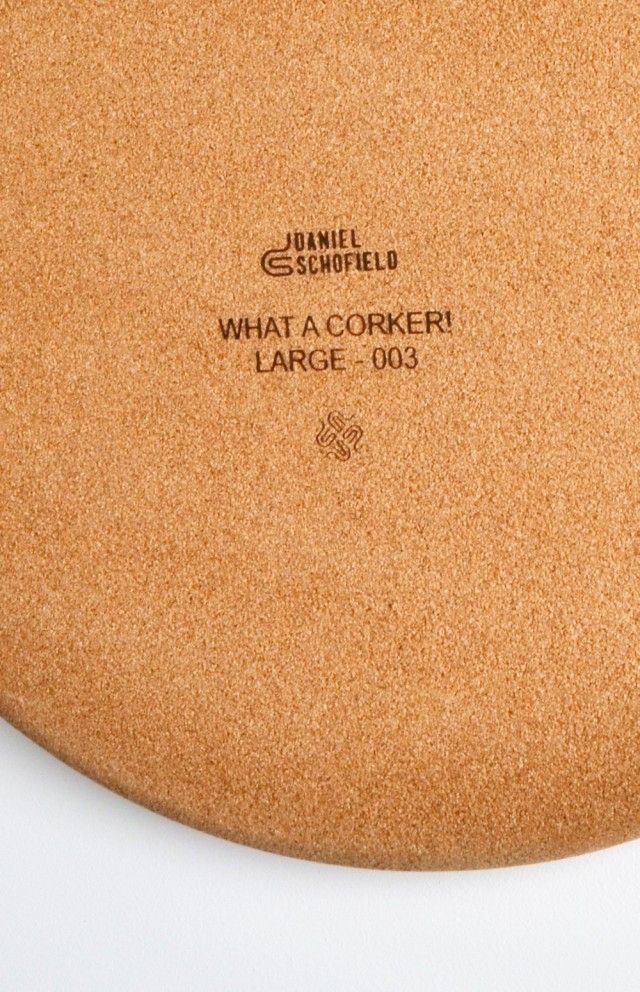 DANIEL
SCHOFIELD
WHAT A CORKER!
LARGE - 003